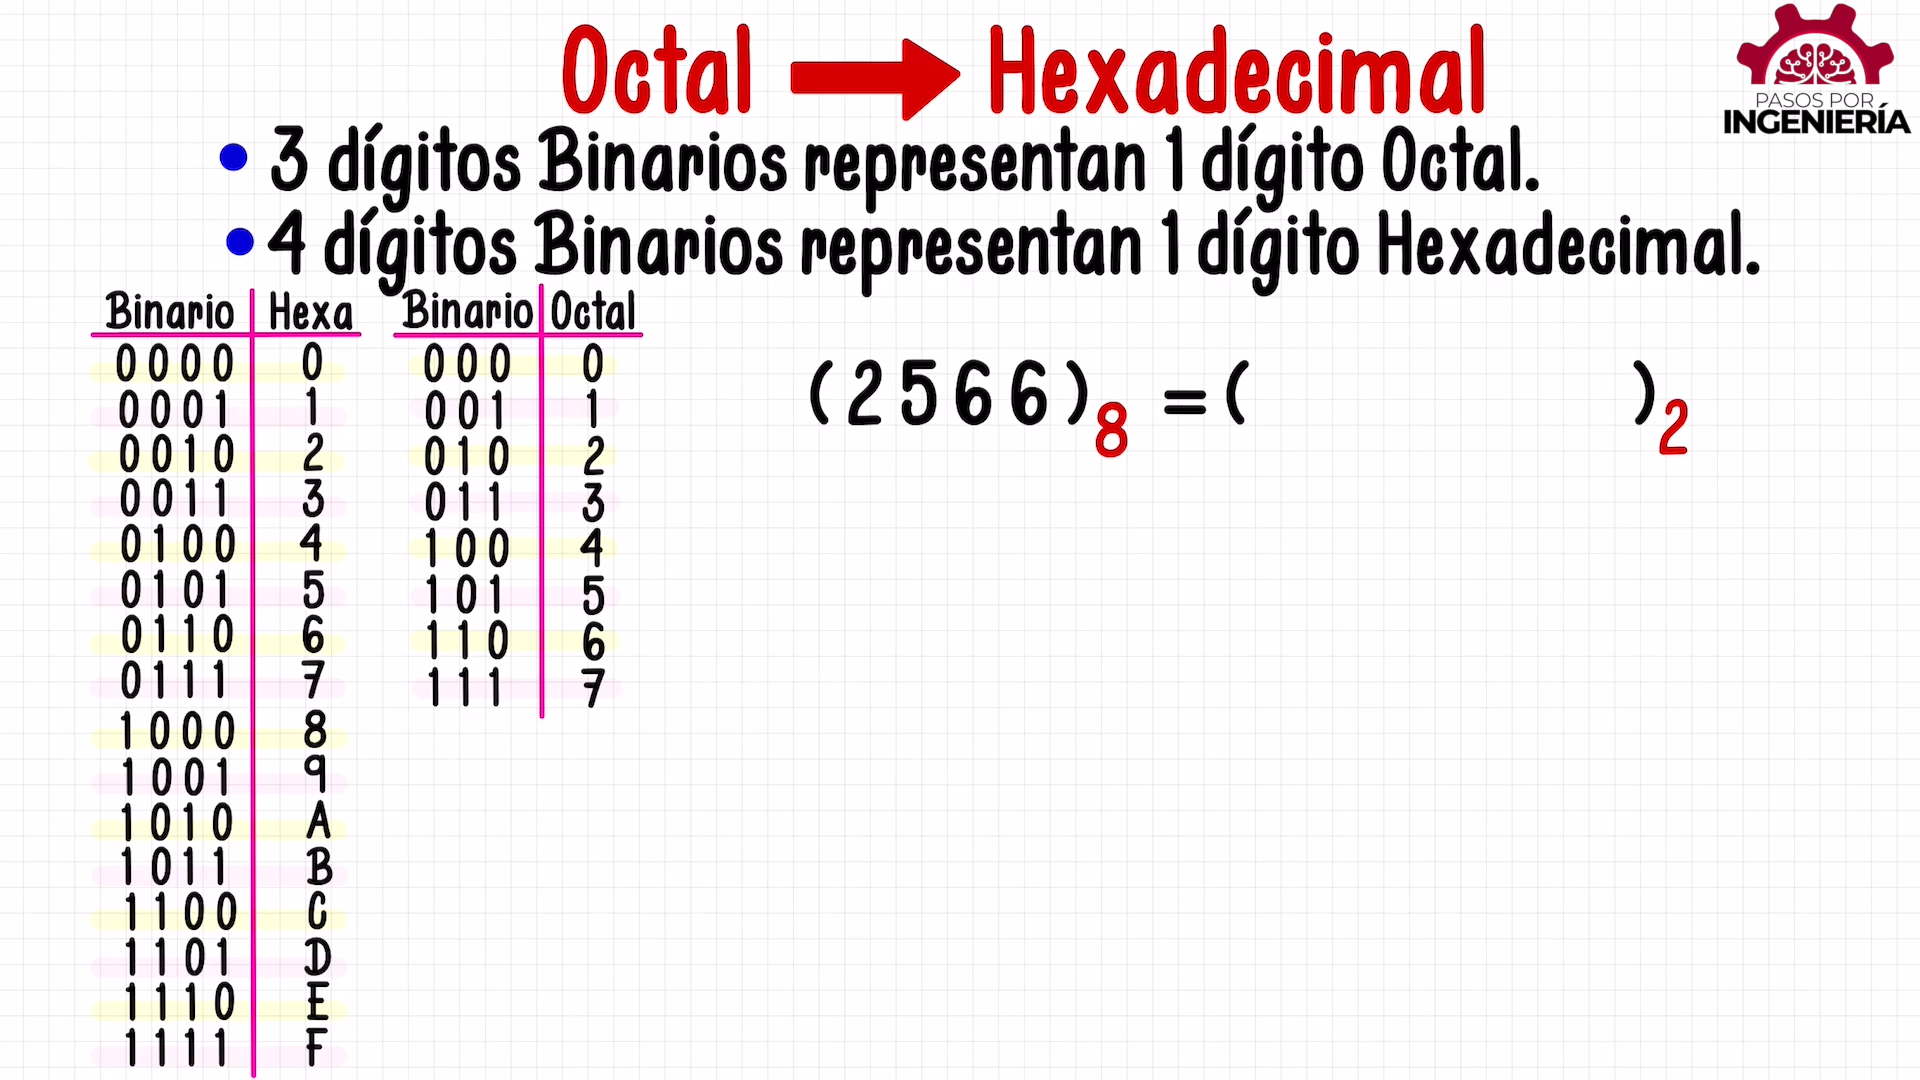 Octal → Hexadecimal
PASOS POR
INGENIERÍA
• 3 dígitos Binarios representan 1 dígito Octal.
• 4 dígitos Binarios representan 1 dígito Hexadecimal.
Binario Hexa
0000 0
0001 1
0010 2
0011 3
0100 4
0101 5
0110 6
0111 7
1000 8
1001 9
1010 A
1011 B
1100 C
1101 D
1110 E
1111 F
Binario Octal
000 0
001 1
010 2
011 3
100 4
101 5
110 6
111 7
(2566)8 = ( )2